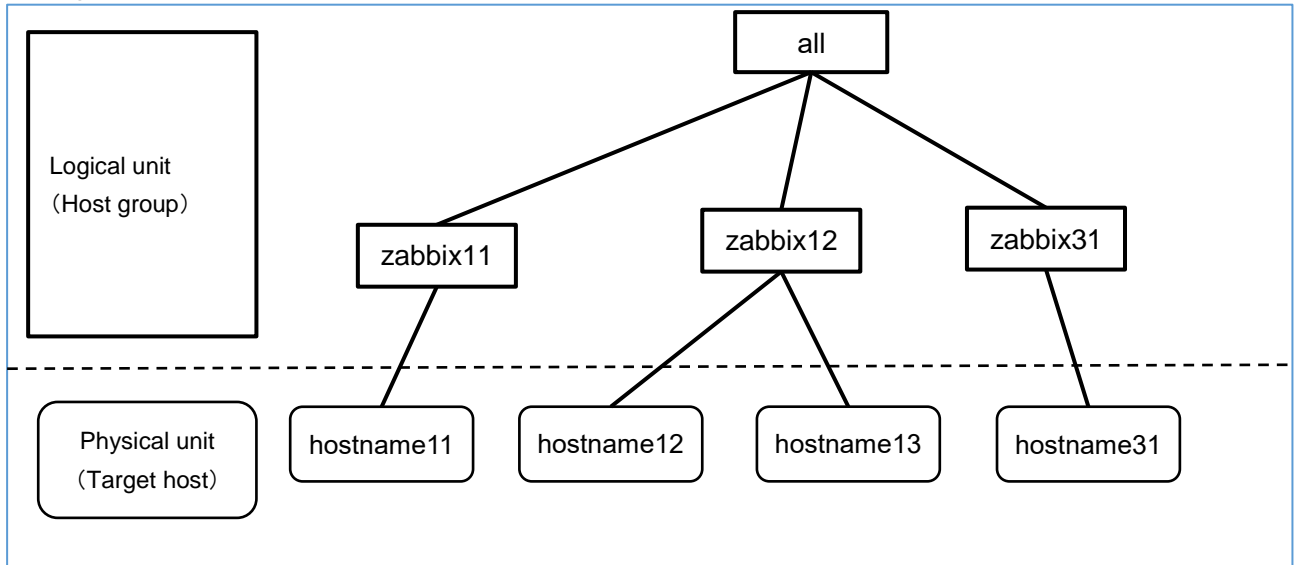 all
Logical unit
（Host group）
zabbix11
zabbix12
zabbix31
Physical unit
（Target host）
hostname11
hostname12
hostname13
hostname31